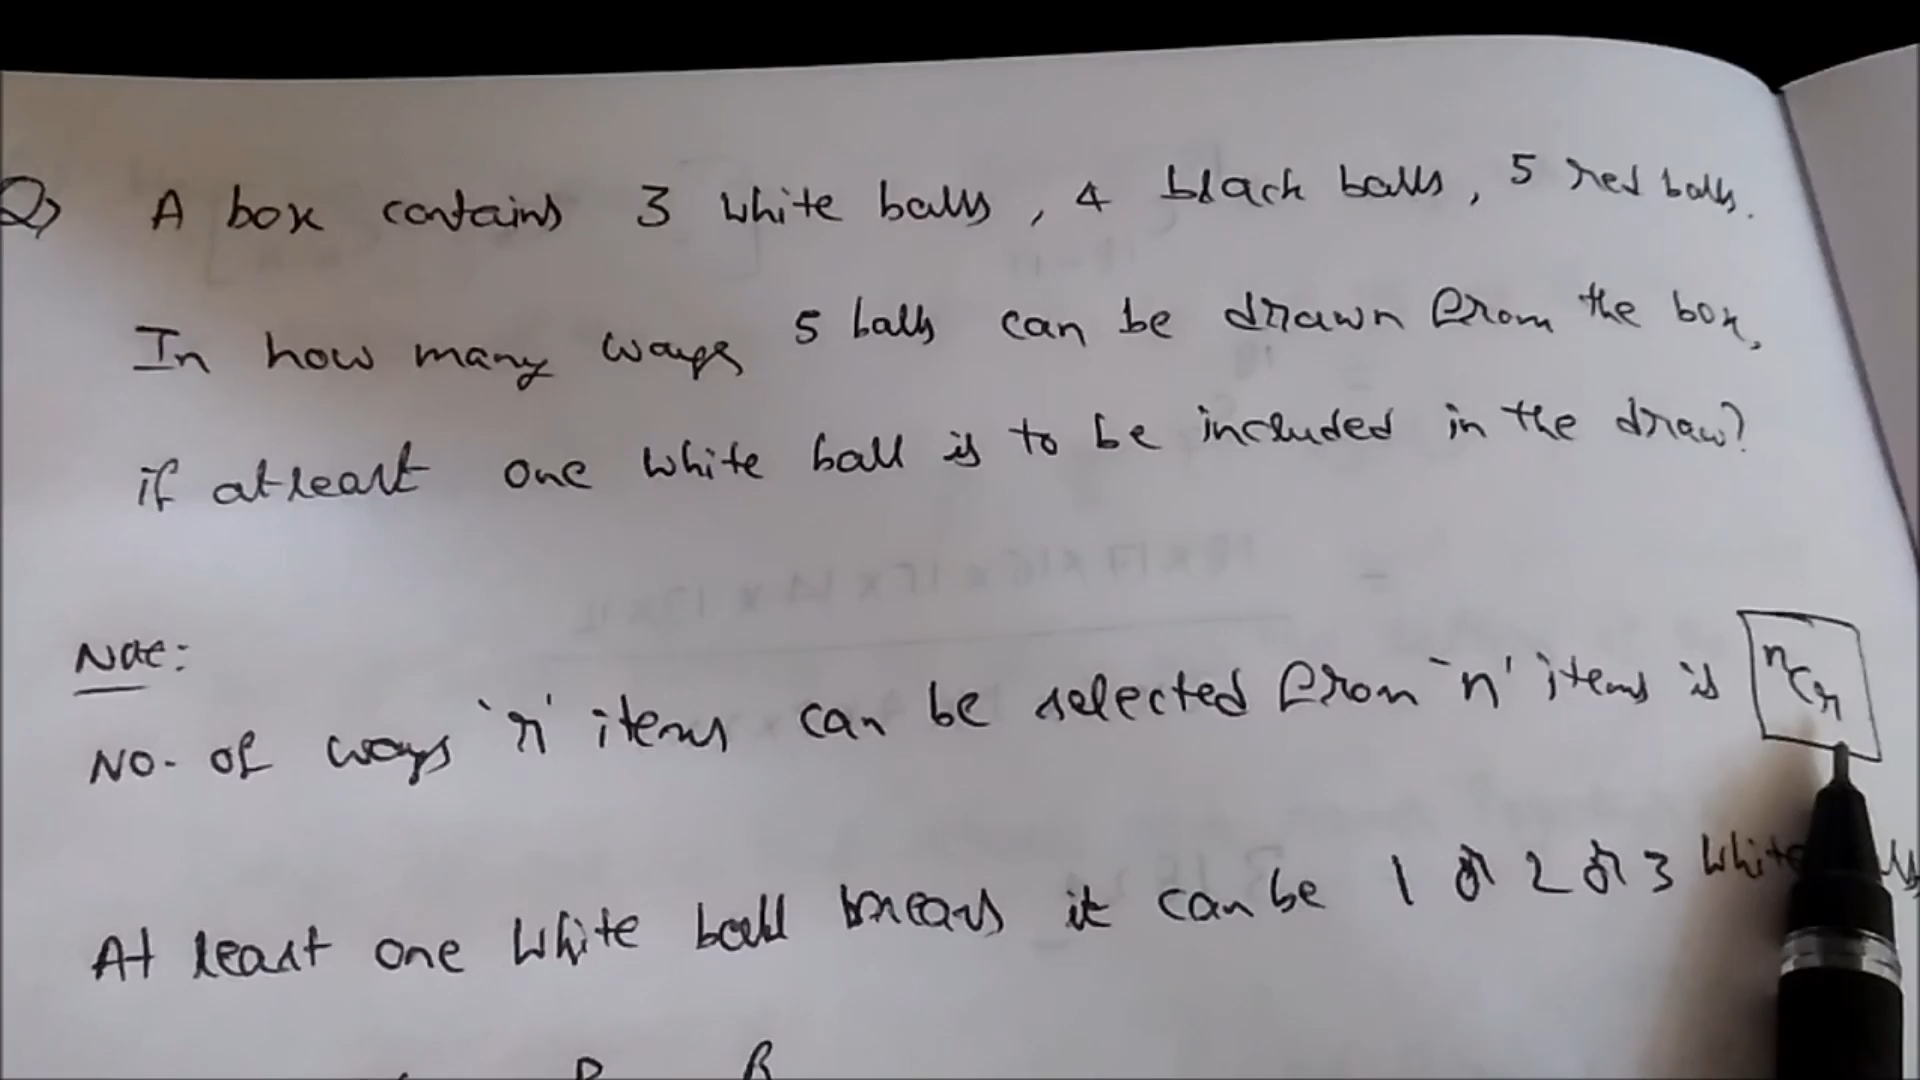 Q) A box contains 3 white balls, 4 black balls, 5 red balls.
In how many ways 5 balls can be drawn from the box,
if atleast one white ball is to be included in the draw?
Note:
No. of ways 'r' items can be selected from 'n' items is nCr
At least one white ball means it can be 1 or 2 or 3 white
B